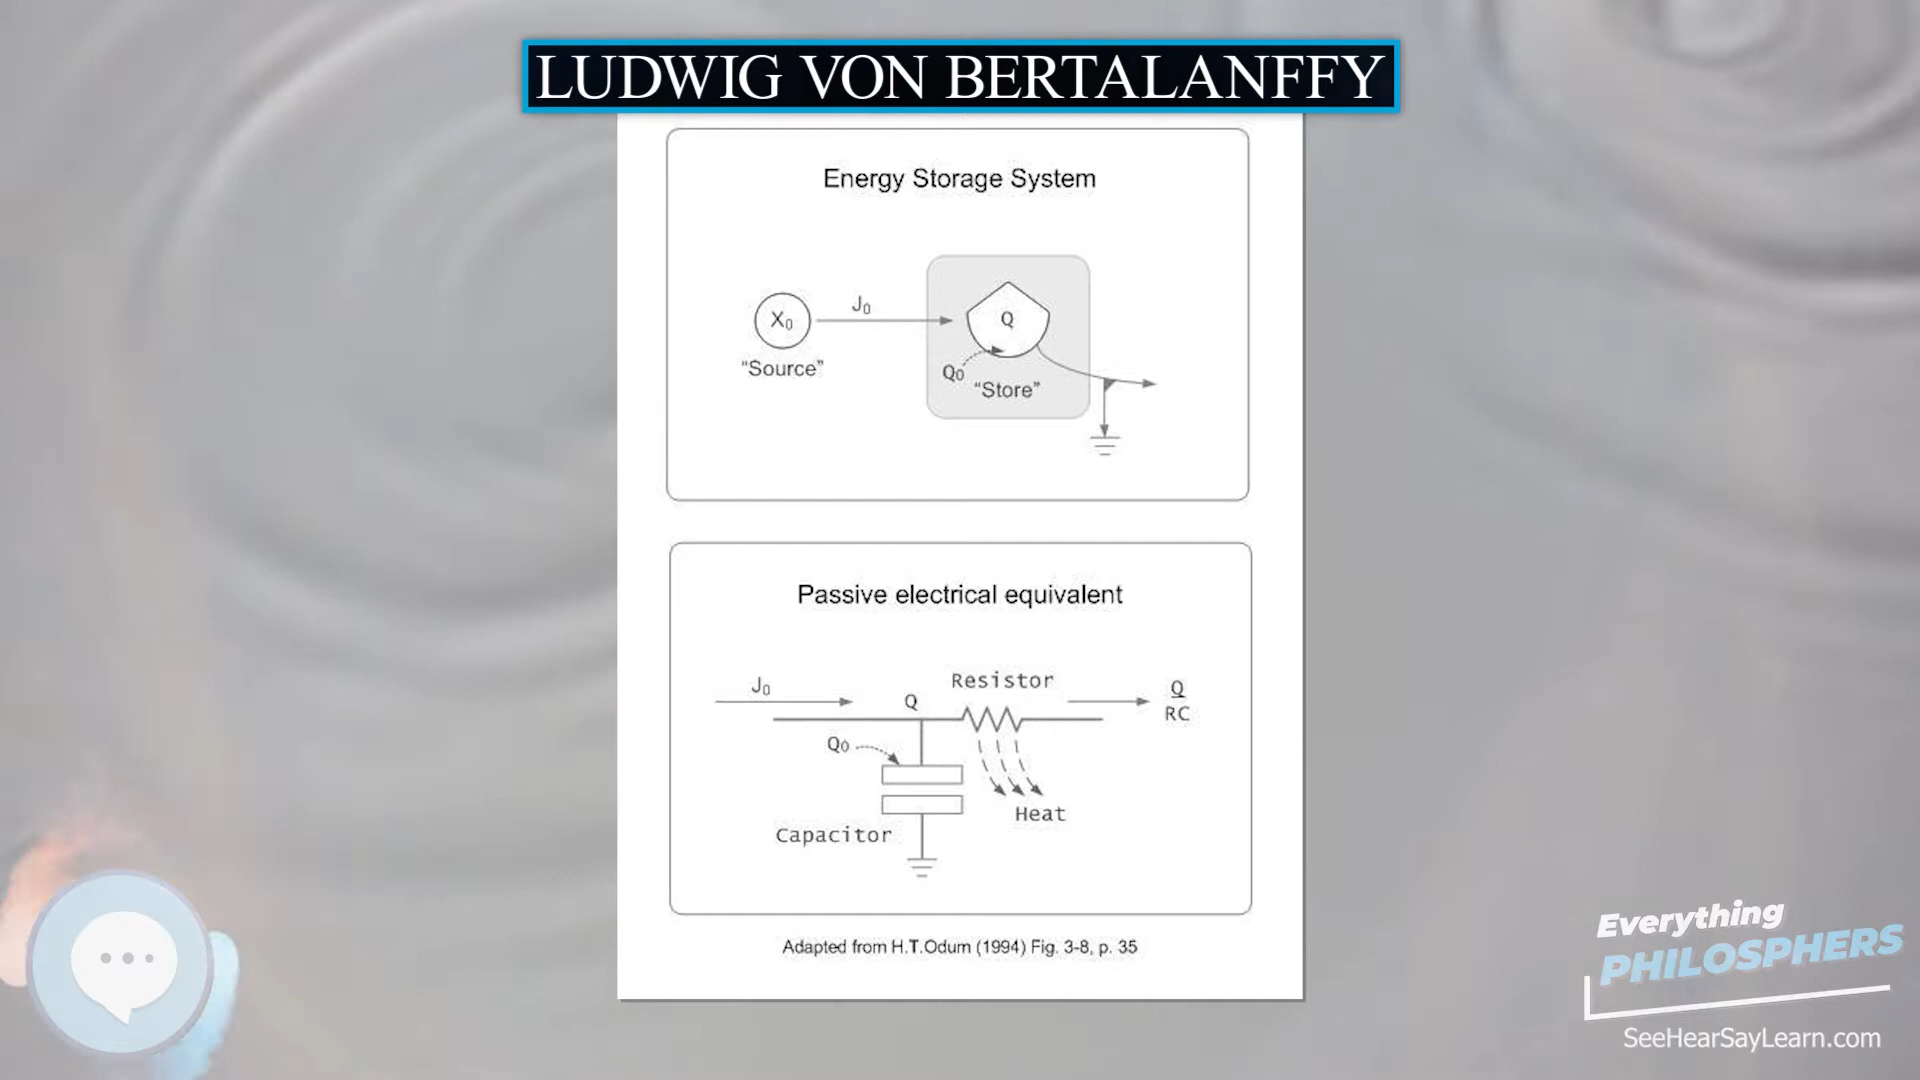 LUDWIG VON BERTALANFFY
Energy Storage System
X0
J0
Q
"Source"
Q0
"Store"
Passive electrical equivalent
J0
Q
Resistor
Q
RC
Q0
Heat
Capacitor
Adapted from H.T.Odum (1994) Fig. 3-8, p. 35
Everything
PHILOSPHERS
SeeHearSayLearn.com